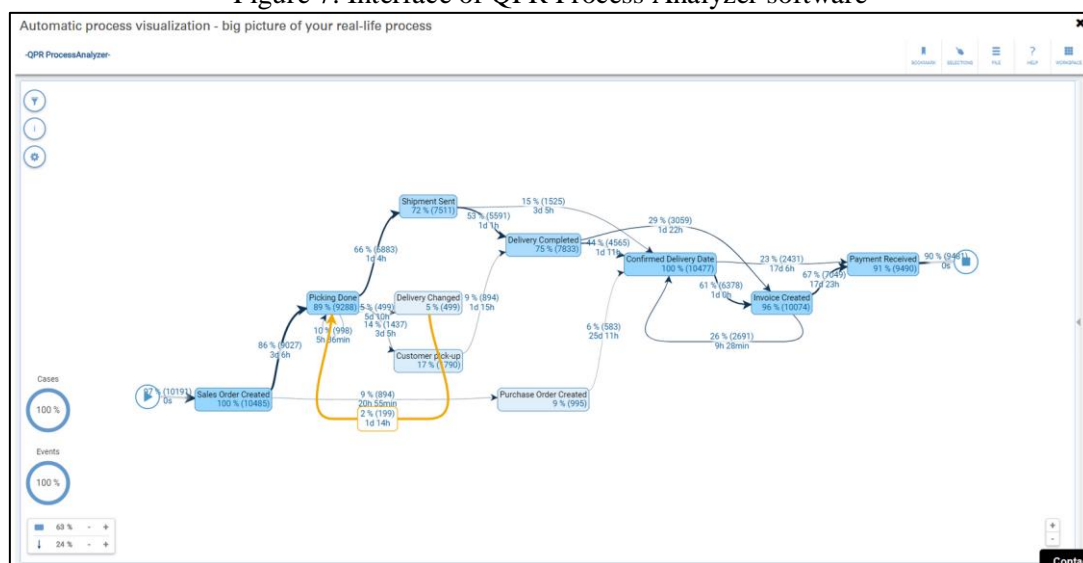 Figure 7. Interface of QPR Process Analyzer software
Automatic process visualization - big picture of your real-life process
-QPR ProcessAnalyzer-
BOOKMARK SELECTIONS FILE HELP WORKSPACE
Shipment Sent
72 % (7511)
15 % (1525)
3d 5h
53 % (5591)
1d 1h
29 % (3059)
1d 22h
Delivery Completed
75 % (7833)
44 % (4565)
1d 11h
66 % (6883)
1d 4h
Confirmed Delivery Date
100 % (10477)
23 % (2431)
17d 6h
Payment Received
91 % (9490)
90 %
0s
67 % (7049)
17d 23h
61 % (6378)
1d 0h
Invoice Created
96 % (10074)
Picking Done
89 % (9288)
5 % (499)
5d 10h
Delivery Changed
5 % (499)
9 % (894)
1d 15h
14 % (1437)
3d 5h
10 % (998)
5h 36min
Customer pick-up
17 %
6 % (583)
25d 11h
26 % (2691)
9h 28min
86 % (9027)
3d 6h
Cases
100 %
(10191)
0s
Sales Order Created
100 % (10485)
9 % (894)
20h 55min
2 % (199)
1d 14h
Purchase Order Created
9 % (995)
Events
100 %
63 % - +
24 % - +
+
-
Conta